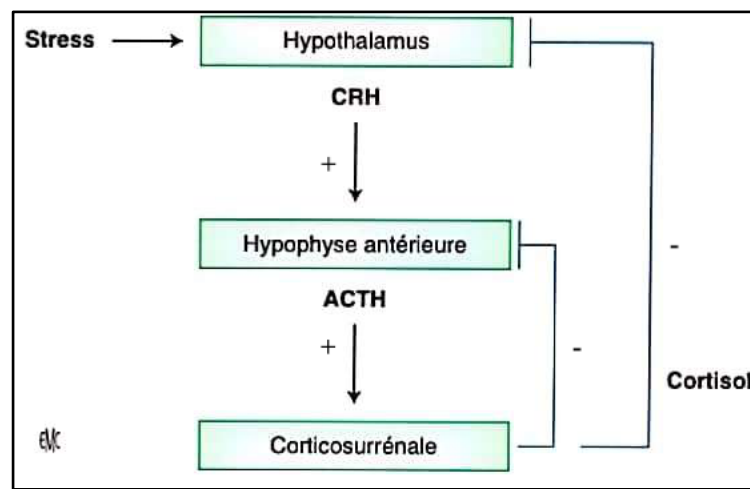 Stress
Hypothalamus
CRH
+
Hypophyse antérieure
-
ACTH
+
-
Cortisol
Corticosurrénale
EMC